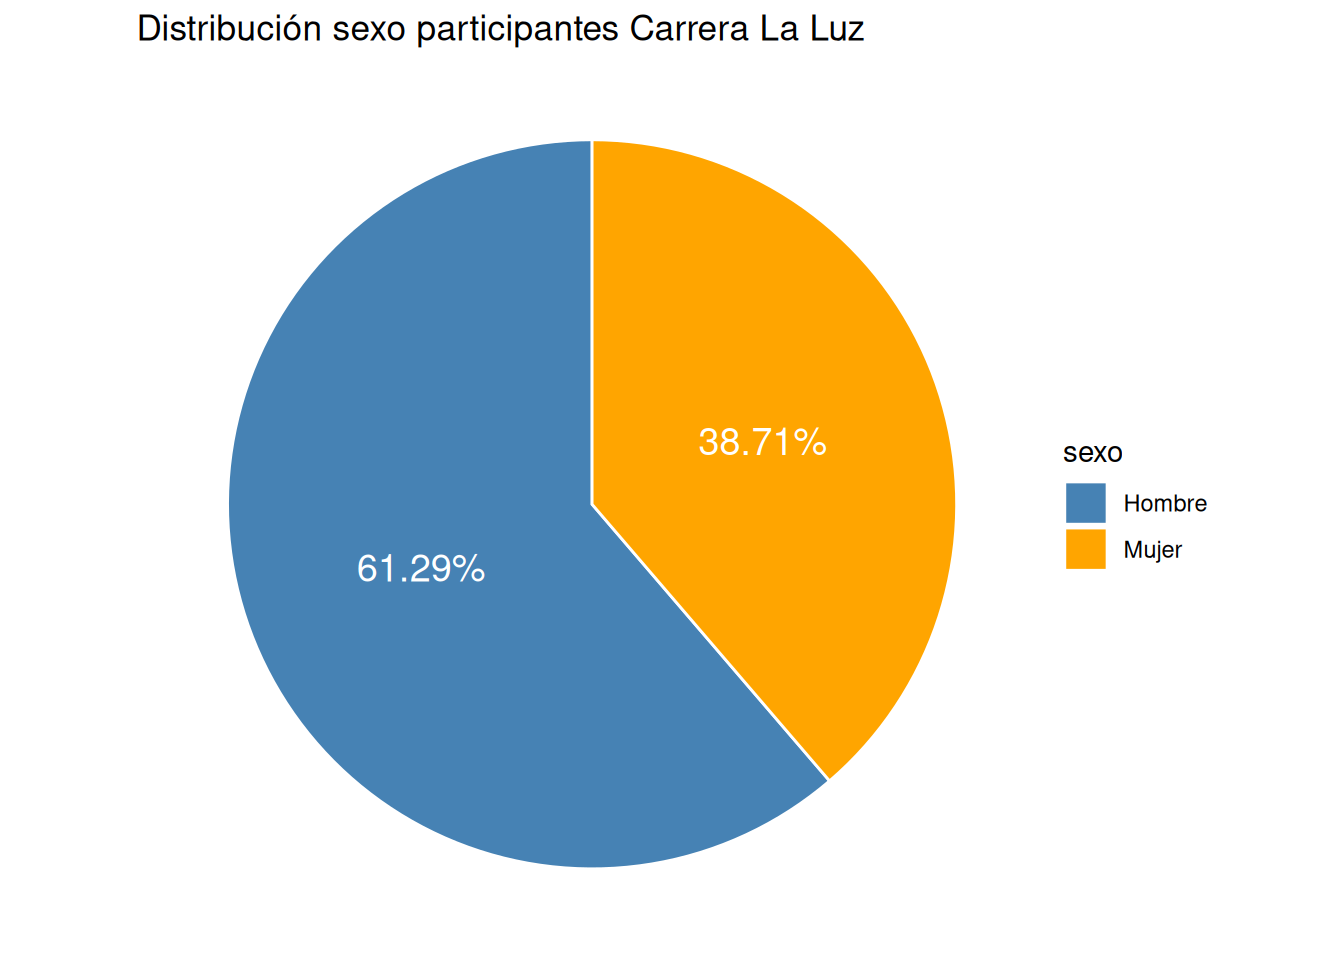 Distribución sexo participantes Carrera La Luz
38.71%
61.29%
sexo
Hombre
Mujer